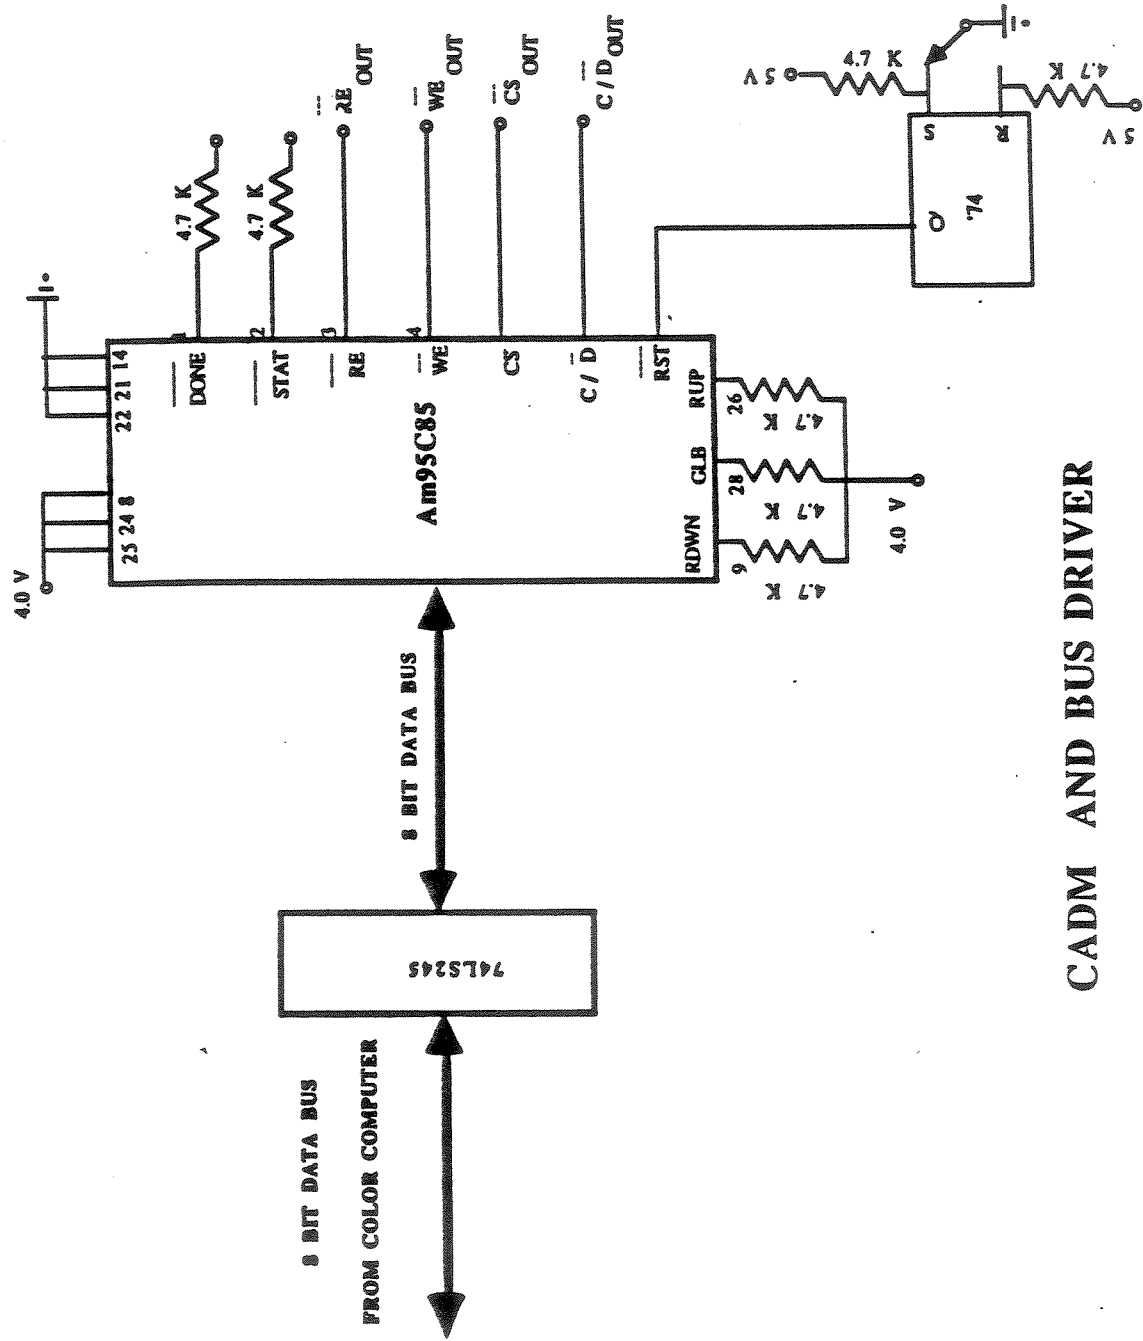 8 BIT DATA BUS
FROM COLOR COMPUTER
74LS245
8 BIT DATA BUS
4.0 V
25 24 8
22 21 14
Am95C85
1
DONE
4.7 K
2
STAT
4.7 K
3
RE
RE OUT
4
WE
WE OUT
CS
CS OUT
C / D
C / D OUT
RST
RDWN
GLB
RUP
9
28
26
4.7 K
4.7 K
4.7 K
4.0 V
Q
'74
S
R
5 V
4.7 K
4.7 K
5 V
CADM AND BUS DRIVER